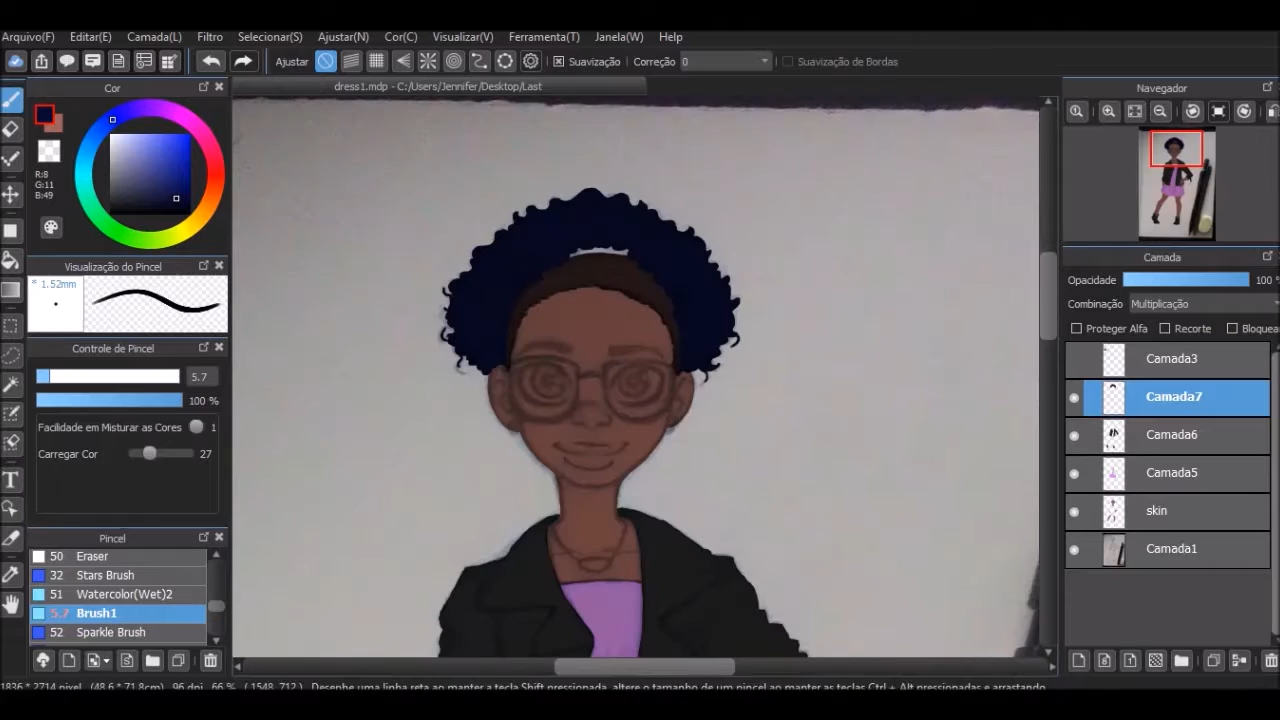 Arquivo(F) Editar(E) Camada(L) Filtro Selecionar(S) Ajustar(N) Cor(C) Visualizar(V) Ferramenta(T) Janela(W) Help
Ajustar Suavização Correção 0 Suavização de Bordas
Cor
dress1.mdp - C:/Users/Jennifer/Desktop/Last
Navegador
R:8
G:11
B:49
Visualização do Pincel
* 1.52mm
Controle de Pincel
5.7
100 %
Facilidade em Misturar as Cores 1
Carregar Cor 27
Pincel
50 Eraser
32 Stars Brush
51 Watercolor(Wet)2
5.7 Brush1
52 Sparkle Brush
Camada
Opacidade 100 %
Combinação Multiplicação
Proteger Alfa Recorte Bloquea
Camada3
Camada7
Camada6
Camada5
skin
Camada1
1836 * 2714 pixel (48.6 * 71.8cm) 96 dpi 66 % ( 1548, 712 ) Desenhe uma linha reta ao manter a tecla Shift pressionada, altere o tamanho de um pincel ao manter as teclas Ctrl + Alt pressionadas e arrastando